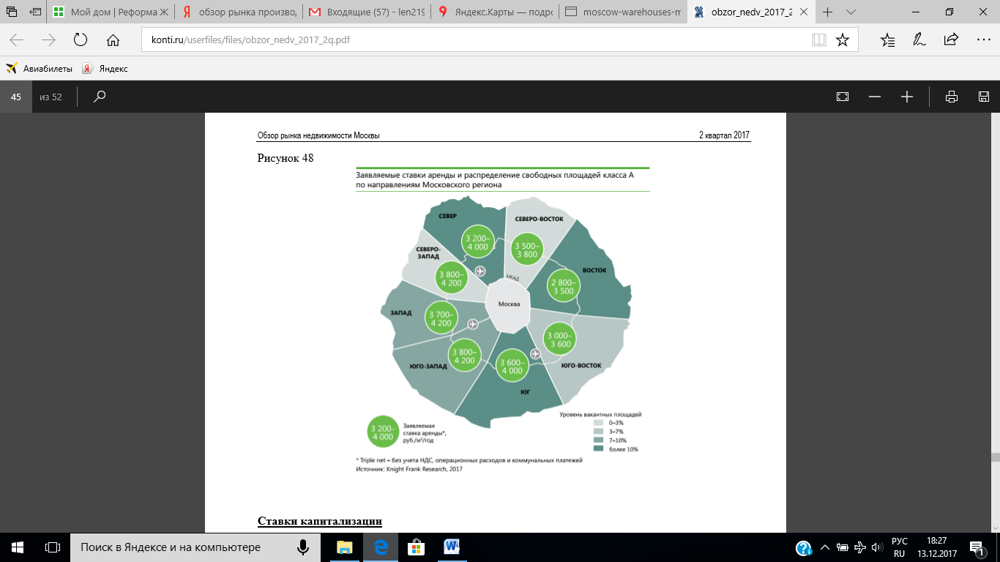 Мой дом | Реформа Ж
обзор рынка произво,
Входящие (57) - len219
Яндекс.Карты — подро
moscow-warehouses-m
obzor_nedv_2017_2
konti.ru/userfiles/files/obzor_nedv_2017_2q.pdf
Авиабилеты
Яндекс
45 из 52
Обзор рынка недвижимости Москвы
2 квартал 2017
Рисунок 48
Заявляемые ставки аренды и распределение свободных площадей класса А
по направлениям Московского региона
СЕВЕР
3 200–
4 000
СЕВЕРО-ВОСТОК
3 500–
3 800
СЕВЕРО-
ЗАПАД
3 800–
4 200
ВОСТОК
2 800–
3 500
МКАД
Москва
ЗАПАД
3 700–
4 200
3 000–
3 600
ЮГО-ВОСТОК
3 800–
4 200
ЮГО-ЗАПАД
3 600–
4 000
ЮГ
3 200–
4 000
Заявляемая
ставка аренды*,
руб./м²/год
Уровень вакантных площадей
0–3%
3–7%
7–10%
более 10%
* Triple net – без учета НДС, операционных расходов и коммунальных платежей
Источник: Knight Frank Research, 2017
Ставки капитализации
Поиск в Яндексе и на компьютере
РУС
RU
18:27
13.12.2017
1